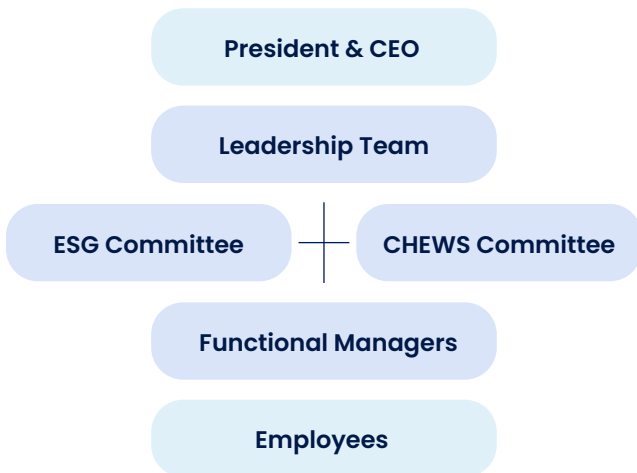 President & CEO
Leadership Team
ESG Committee
CHEWS Committee
Functional Managers
Employees